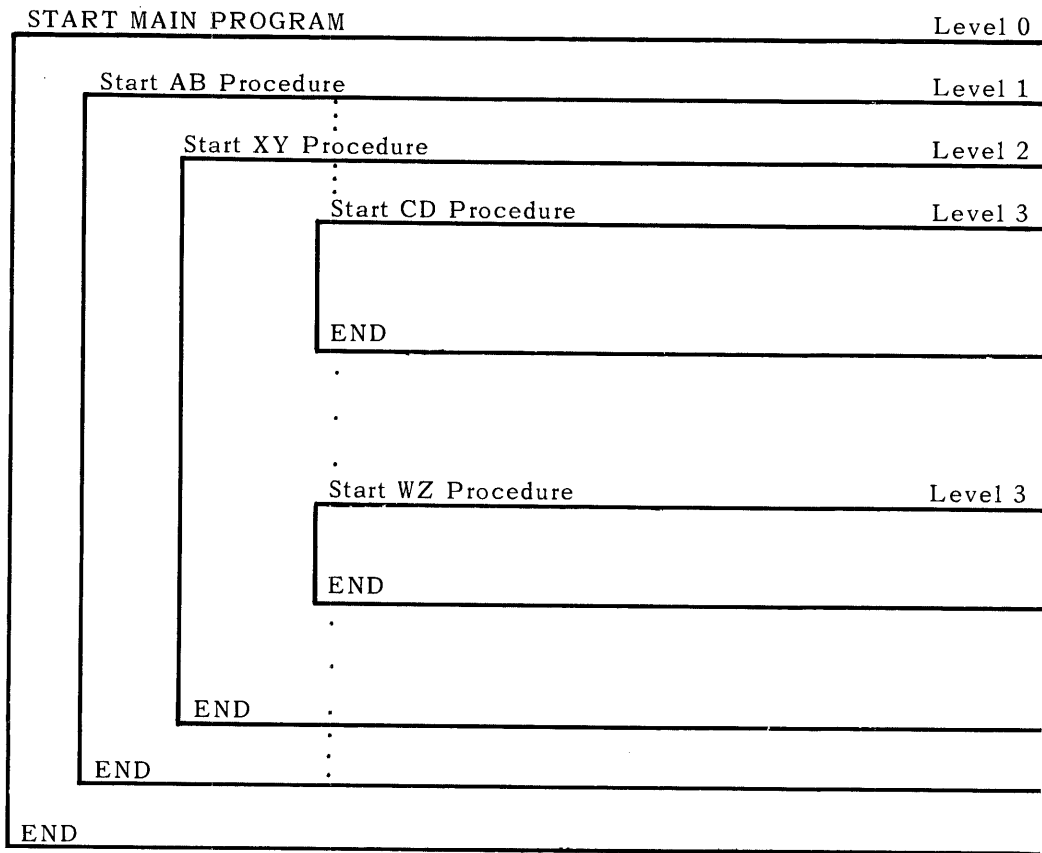 START MAIN PROGRAM Level 0
Start AB Procedure Level 1
Start XY Procedure Level 2
Start CD Procedure Level 3
END
Start WZ Procedure Level 3
END
END
END
END